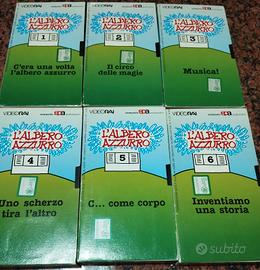 VIDEORAI
L'ALBERO
AZZURRO
1
C'era una volta
l'albero azzurro
VIDEORAI
L'ALBERO
AZZURRO
2
Il circo
delle magie
VIDEORAI
L'ALBERO
AZZURRO
3
Musica!
VIDEORAI
L'ALBERO
AZZURRO
4
Uno scherzo
tira l'altro
VIDEORAI
L'ALBERO
AZZURRO
5
C... come corpo
VIDEORAI
L'ALBERO
AZZURRO
6
Inventiamo
una storia
subito